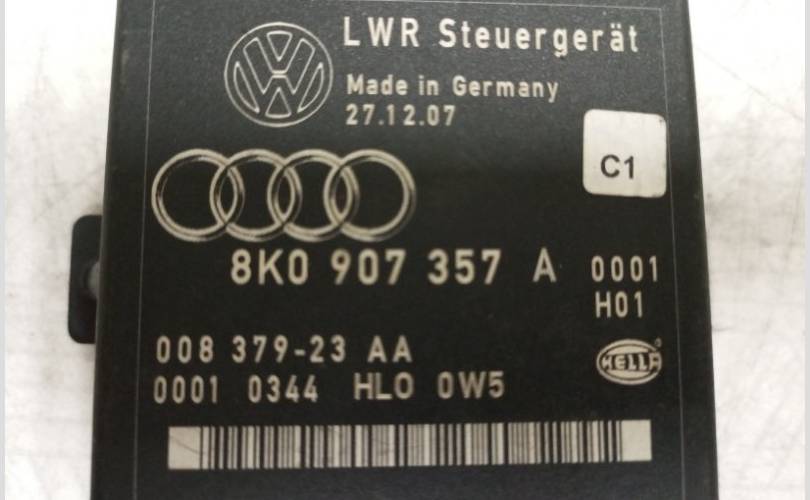 LWR Steuergerät
Made in Germany
27.12.07
C1
8K0 907 357 A 0001
H01
008 379-23 AA
HELLA
0001 0344 HLO 0W5